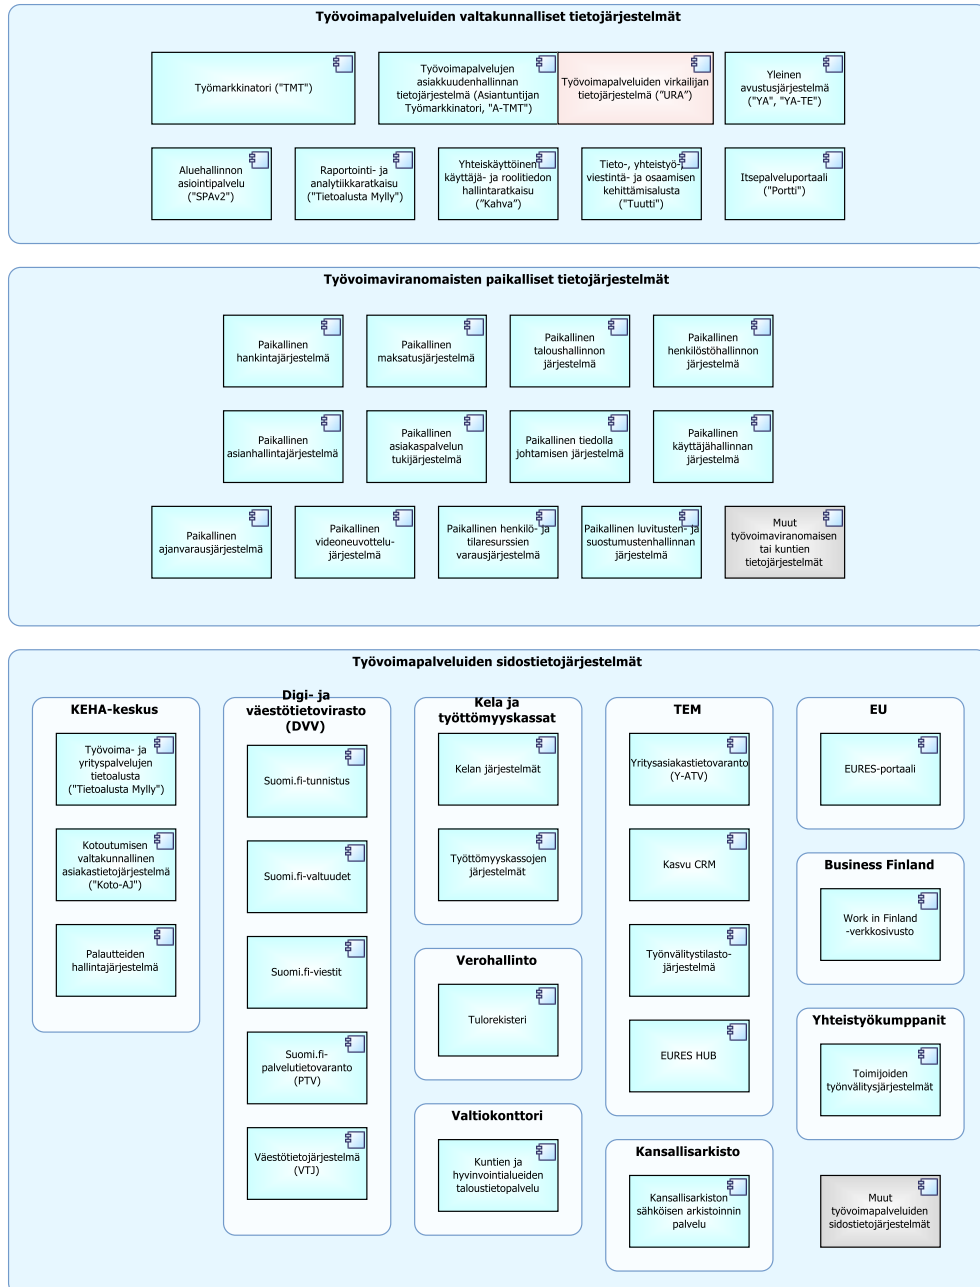 Työvoimapalveluiden valtakunnalliset tietojärjestelmät
Työmarkkinatori ("TMT")
Työvoimapalvelujen
asiakkuudenhallinnan
tietojärjestelmä (Asiantuntijan
Työmarkkinatori, "A-TMT")
Työvoimapalveluiden virkailijan
tietojärjestelmä (”URA”)
Yleinen
avustusjärjestelmä
("YA", "YA-TE")
Aluehallinnon
asiointipalvelu
("SPAv2")
Raportointi- ja
analytiikkaratkaisu
("Tietoalusta Mylly")
Yhteiskäyttöinen
käyttäjä- ja roolitiedon
hallintaratkaisu
(”Kahva”)
Tieto-, yhteistyö-,
viestintä- ja osaamisen
kehittämisalusta
("Tuutti")
Itsepalveluportaali
("Portti")
Työvoimaviranomaisten paikalliset tietojärjestelmät
Paikallinen
hankintajärjestelmä
Paikallinen
maksatusjärjestelmä
Paikallinen
taloushallinnon
järjestelmä
Paikallinen
henkilöstöhallinnon
järjestelmä
Paikallinen
asianhallintajärjestelmä
Paikallinen
asiakaspalvelun
tukijärjestelmä
Paikallinen tiedolla
johtamisen järjestelmä
Paikallinen
käyttäjähallinnan
järjestelmä
Paikallinen
ajanvarausjärjestelmä
Paikallinen
videoneuvottelu-
järjestelmä
Paikallinen henkilö- ja
tilaresurssien
varausjärjestelmä
Paikallinen luvitusten- ja
suostumustenhallinnan
järjestelmä
Muut
työvoimaviranomaisen
tai kuntien
tietojärjestelmät
Työvoimapalveluiden sidostietojärjestelmät
KEHA-keskus
Työvoima- ja
yrityspalvelujen
tietoalusta
("Tietoalusta Mylly")
Kotoutumisen
valtakunnallinen
asiakastietojärjestelmä
("Koto-AJ")
Palautteiden
hallintajärjestelmä
Digi- ja
väestötietovirasto
(DVV)
Suomi.fi-tunnistus
Suomi.fi-valtuudet
Suomi.fi-viestit
Suomi.fi-
palvelutietovaranto
(PTV)
Väestötietojärjestelmä
(VTJ)
Kela ja
työttömyyskassat
Kelan järjestelmät
Työttömyyskassojen
järjestelmät
Verohallinto
Tulorekisteri
Valtiokonttori
Kuntien ja
hyvinvointialueiden
taloustietopalvelu
TEM
Yritysasiakastietovaranto
(Y-ATV)
Kasvu CRM
Työnvälitystilasto-
järjestelmä
EURES HUB
Kansallisarkisto
Kansallisarkiston
sähköisen arkistoinnin
palvelu
EU
EURES-portaali
Business Finland
Work in Finland
-verkkosivusto
Yhteistyökumppanit
Toimijoiden
työnvälitysjärjestelmät
Muut
työvoimapalveluiden
sidostietojärjestelmät